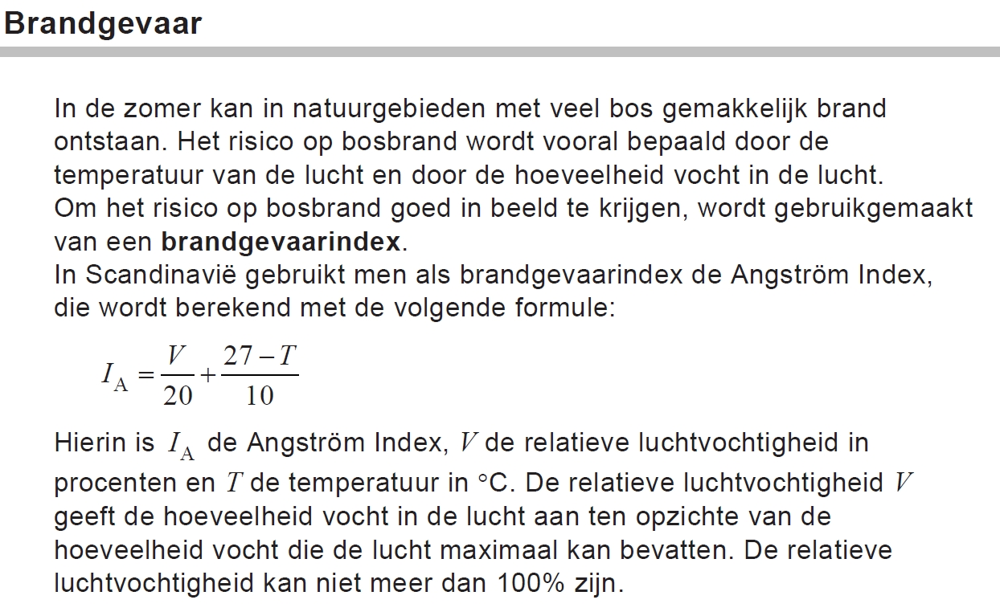 Brandgevaar
In de zomer kan in natuurgebieden met veel bos gemakkelijk brand
ontstaan. Het risico op bosbrand wordt vooral bepaald door de
temperatuur van de lucht en door de hoeveelheid vocht in de lucht.
Om het risico op bosbrand goed in beeld te krijgen, wordt gebruikgemaakt
van een brandgevaarindex.
In Scandinavië gebruikt men als brandgevaarindex de Angström Index,
die wordt berekend met de volgende formule:
I_A = V/20 + (27 – T)/10
Hierin is I_A de Angström Index, V de relatieve luchtvochtigheid in
procenten en T de temperatuur in °C. De relatieve luchtvochtigheid V
geeft de hoeveelheid vocht in de lucht aan ten opzichte van de
hoeveelheid vocht die de lucht maximaal kan bevatten. De relatieve
luchtvochtigheid kan niet meer dan 100% zijn.